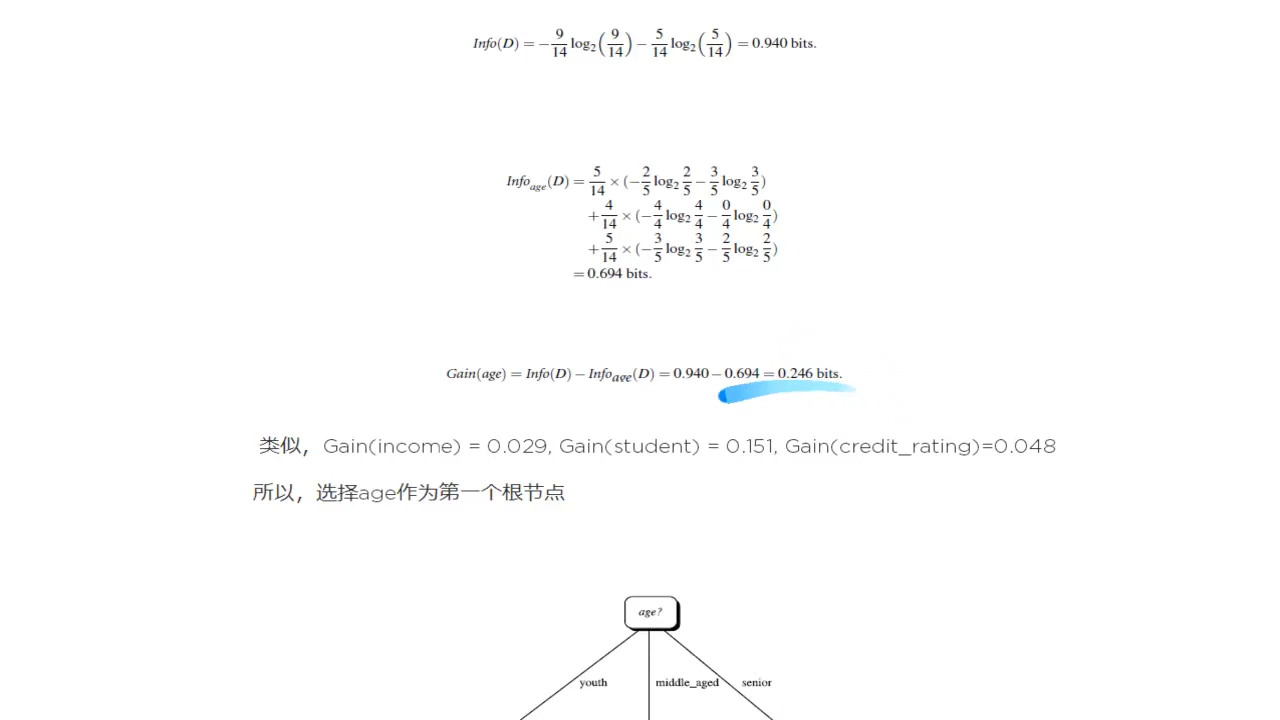 Info(D) = −9/14 log₂(9/14) − 5/14 log₂(5/14) = 0.940 bits.
Info_age(D) = 5/14 × (−2/5 log₂ 2/5 − 3/5 log₂ 3/5)
+ 4/14 × (−4/4 log₂ 4/4 − 0/4 log₂ 0/4)
+ 5/14 × (−3/5 log₂ 3/5 − 2/5 log₂ 2/5)
= 0.694 bits.
Gain(age) = Info(D) − Info_age(D) = 0.940 − 0.694 = 0.246 bits.
类似，Gain(income) = 0.029, Gain(student) = 0.151, Gain(credit_rating)=0.048
所以，选择age作为第一个根节点
age?
youth middle_aged senior